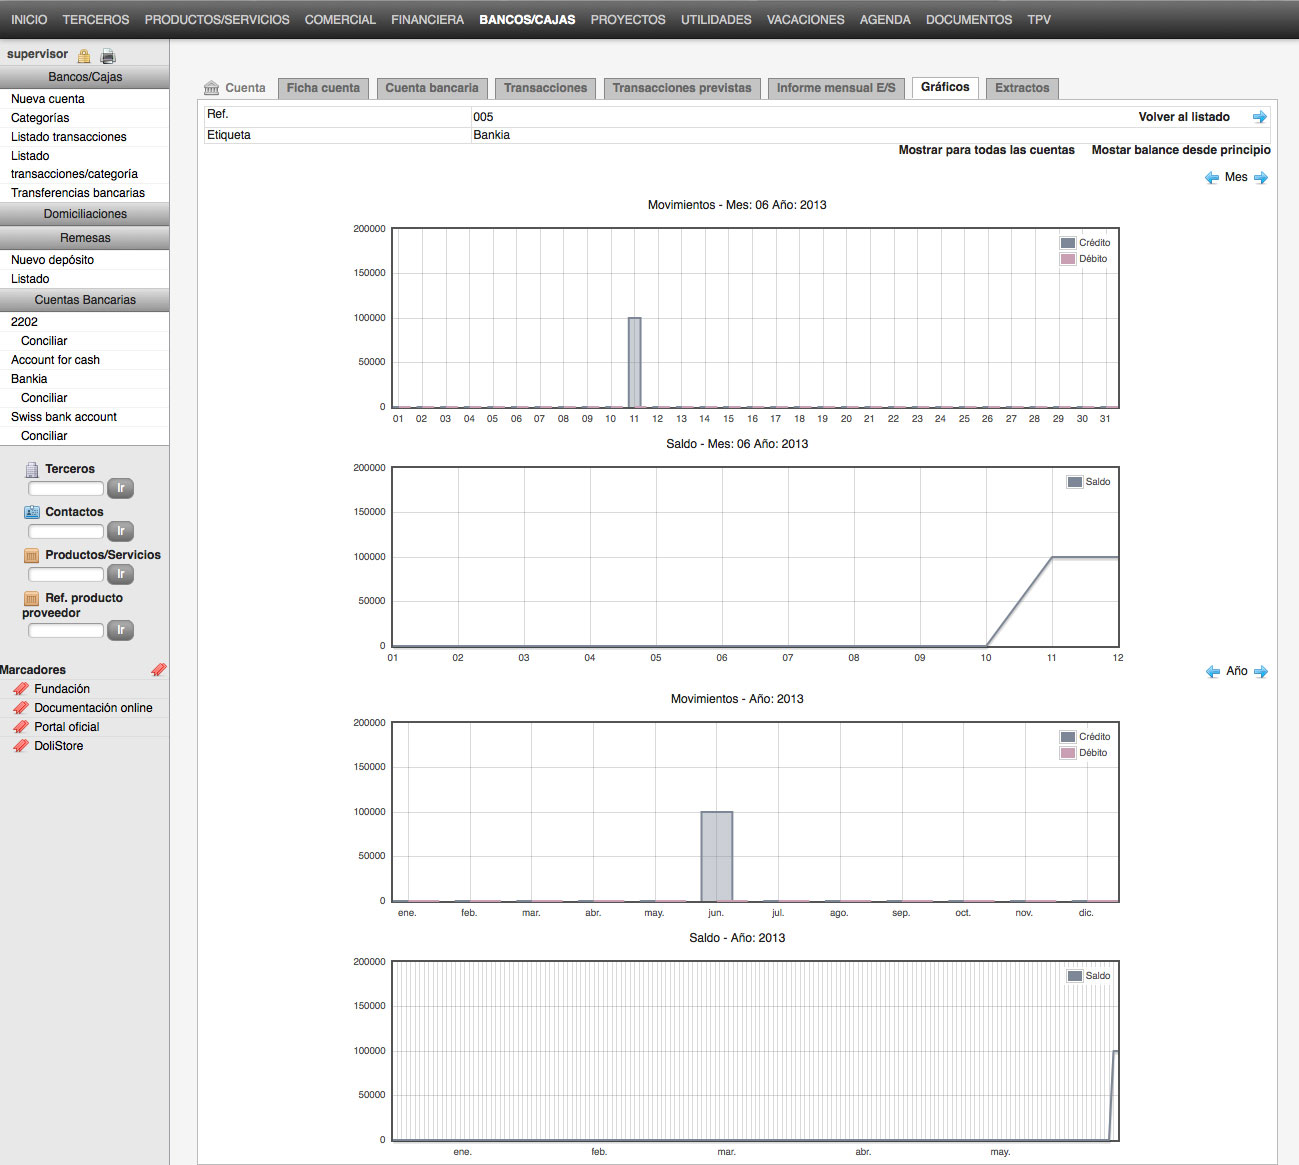 INICIO TERCEROS PRODUCTOS/SERVICIOS COMERCIAL FINANCIERA BANCOS/CAJAS PROYECTOS UTILIDADES VACACIONES AGENDA DOCUMENTOS TPV
supervisor
Bancos/Cajas
Nueva cuenta
Categorías
Listado transacciones
Listado
transacciones/categoría
Transferencias bancarias
Domiciliaciones
Remesas
Nuevo depósito
Listado
Cuentas Bancarias
2202
Conciliar
Account for cash
Bankia
Conciliar
Swiss bank account
Conciliar
Terceros
Ir
Contactos
Ir
Productos/Servicios
Ir
Ref. producto
proveedor
Ir
Marcadores
Fundación
Documentación online
Portal oficial
DoliStore
Cuenta Ficha cuenta Cuenta bancaria Transacciones Transacciones previstas Informe mensual E/S Gráficos Extractos
Ref. 005 Volver al listado
Etiqueta Bankia
Mostrar para todas las cuentas Mostar balance desde principio
Mes
Movimientos - Mes: 06 Año: 2013
200000
150000
100000
50000
0
Crédito
Débito
01 02 03 04 05 06 07 08 09 10 11 12 13 14 15 16 17 18 19 20 21 22 23 24 25 26 27 28 29 30 31
Saldo - Mes: 06 Año: 2013
200000
150000
100000
50000
0
Saldo
01 02 03 04 05 06 07 08 09 10 11 12
Año
Movimientos - Año: 2013
200000
150000
100000
50000
0
Crédito
Débito
ene. feb. mar. abr. may. jun. jul. ago. sep. oct. nov. dic.
Saldo - Año: 2013
200000
150000
100000
50000
0
Saldo
ene. feb. mar. abr. may.